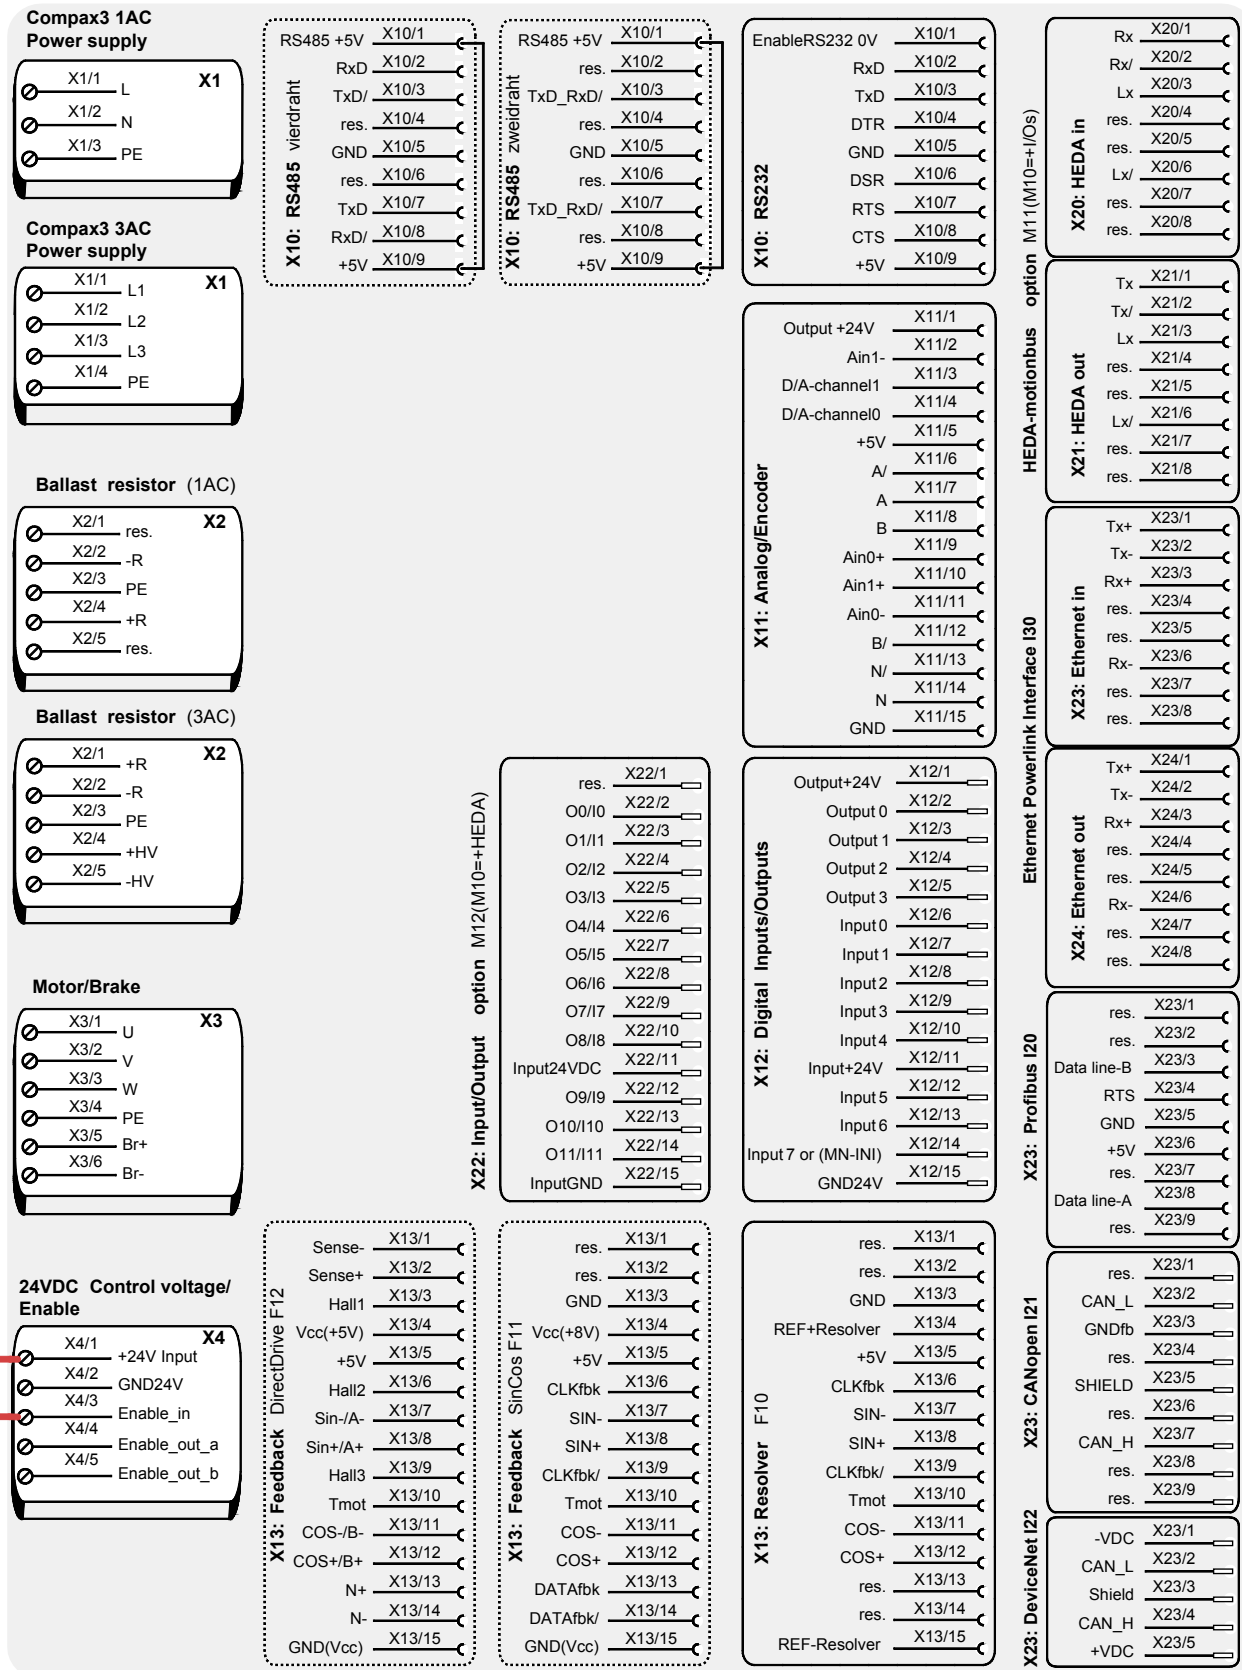 Compax3 1AC
Power supply
X1
X1/1 L
X1/2 N
X1/3 PE
Compax3 3AC
Power supply
X1
X1/1 L1
X1/2 L2
X1/3 L3
X1/4 PE
Ballast resistor (1AC)
X2
X2/1 res.
X2/2 -R
X2/3 PE
X2/4 +R
X2/5 res.
Ballast resistor (3AC)
X2
X2/1 +R
X2/2 -R
X2/3 PE
X2/4 +HV
X2/5 -HV
Motor/Brake
X3
X3/1 U
X3/2 V
X3/3 W
X3/4 PE
X3/5 Br+
X3/6 Br-
24VDC Control voltage/
Enable
X4
X4/1 +24V Input
X4/2 GND24V
X4/3 Enable_in
X4/4 Enable_out_a
X4/5 Enable_out_b
X10: RS485 vierdraht
RS485 +5V X10/1
RxD X10/2
TxD/ X10/3
res. X10/4
GND X10/5
res. X10/6
TxD X10/7
RxD/ X10/8
+5V X10/9
X10: RS485 zweidraht
RS485 +5V X10/1
res. X10/2
TxD_RxD/ X10/3
res. X10/4
GND X10/5
res. X10/6
TxD_RxD/ X10/7
res. X10/8
+5V X10/9
X10: RS232
EnableRS232 0V X10/1
RxD X10/2
TxD X10/3
DTR X10/4
GND X10/5
DSR X10/6
RTS X10/7
CTS X10/8
+5V X10/9
X11: Analog/Encoder
Output +24V X11/1
Ain1- X11/2
D/A-channel1 X11/3
D/A-channel0 X11/4
+5V X11/5
A/ X11/6
A X11/7
B X11/8
Ain0+ X11/9
Ain1+ X11/10
Ain0- X11/11
B/ X11/12
N/ X11/13
N X11/14
GND X11/15
X22: Input/Output option M12(M10=+HEDA)
res. X22/1
O0/I0 X22/2
O1/I1 X22/3
O2/I2 X22/4
O3/I3 X22/5
O4/I4 X22/6
O5/I5 X22/7
O6/I6 X22/8
O7/I7 X22/9
O8/I8 X22/10
Input24VDC X22/11
O9/I9 X22/12
O10/I10 X22/13
O11/I11 X22/14
InputGND X22/15
X12: Digital Inputs/Outputs
Output+24V X12/1
Output 0 X12/2
Output 1 X12/3
Output 2 X12/4
Output 3 X12/5
Input 0 X12/6
Input 1 X12/7
Input 2 X12/8
Input 3 X12/9
Input 4 X12/10
Input+24V X12/11
Input 5 X12/12
Input 6 X12/13
Input 7 or (MN-INI) X12/14
GND24V X12/15
X13: Feedback DirectDrive F12
Sense- X13/1
Sense+ X13/2
Hall1 X13/3
Vcc(+5V) X13/4
+5V X13/5
Hall2 X13/6
Sin-/A- X13/7
Sin+/A+ X13/8
Hall3 X13/9
Tmot X13/10
COS-/B- X13/11
COS+/B+ X13/12
N+ X13/13
N- X13/14
GND(Vcc) X13/15
X13: Feedback SinCos F11
res. X13/1
res. X13/2
GND X13/3
Vcc(+8V) X13/4
+5V X13/5
CLKfbk X13/6
SIN- X13/7
SIN+ X13/8
CLKfbk/ X13/9
Tmot X13/10
COS- X13/11
COS+ X13/12
DATAfbk X13/13
DATAfbk/ X13/14
GND(Vcc) X13/15
X13: Resolver F10
res. X13/1
res. X13/2
GND X13/3
REF+Resolver X13/4
+5V X13/5
CLKfbk X13/6
SIN- X13/7
SIN+ X13/8
CLKfbk/ X13/9
Tmot X13/10
COS- X13/11
COS+ X13/12
res. X13/13
res. X13/14
REF-Resolver X13/15
HEDA-motionbus option M11(M10=+I/Os)
X20: HEDA in
Rx X20/1
Rx/ X20/2
Lx X20/3
res. X20/4
res. X20/5
Lx/ X20/6
res. X20/7
res. X20/8
X21: HEDA out
Tx X21/1
Tx/ X21/2
Lx X21/3
res. X21/4
res. X21/5
Lx/ X21/6
res. X21/7
res. X21/8
Ethernet Powerlink Interface I30
X23: Ethernet in
Tx+ X23/1
Tx- X23/2
Rx+ X23/3
res. X23/4
res. X23/5
Rx- X23/6
res. X23/7
res. X23/8
X24: Ethernet out
Tx+ X24/1
Tx- X24/2
Rx+ X24/3
res. X24/4
res. X24/5
Rx- X24/6
res. X24/7
res. X24/8
X23: Profibus I20
res. X23/1
res. X23/2
Data line-B X23/3
RTS X23/4
GND X23/5
+5V X23/6
res. X23/7
Data line-A X23/8
res. X23/9
X23: CANopen I21
res. X23/1
CAN_L X23/2
GNDfb X23/3
res. X23/4
SHIELD X23/5
res. X23/6
CAN_H X23/7
res. X23/8
res. X23/9
X23: DeviceNet I22
-VDC X23/1
CAN_L X23/2
Shield X23/3
CAN_H X23/4
+VDC X23/5